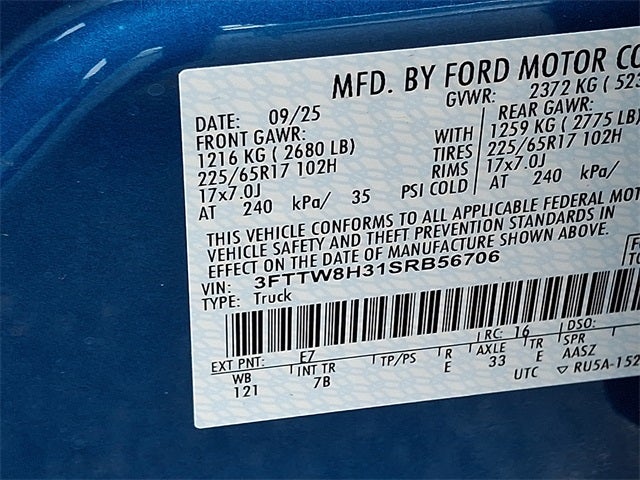 MFD. BY FORD MOTOR CO
DATE: 09/25 GVWR: 2372 KG ( 523
FRONT GAWR: REAR GAWR:
1216 KG ( 2680 LB) WITH 1259 KG ( 2775 LB)
225/65R17 102H TIRES 225/65R17 102H
17x7.0J RIMS 17x7.0J
AT 240 kPa/ 35 PSI COLD AT 240 kPa/
THIS VEHICLE CONFORMS TO ALL APPLICABLE FEDERAL MOT
VEHICLE SAFETY AND THEFT PREVENTION STANDARDS IN
EFFECT ON THE DATE OF MANUFACTURE SHOWN ABOVE.
VIN: 3FTTW8H31SRB56706
TYPE: Truck
EXT PNT: E7 RC: 16 DSO:
WB INT TR TP/PS R AXLE TR SPR
121 7B E 33 E AASZ
UTC ▽ RU5A-152